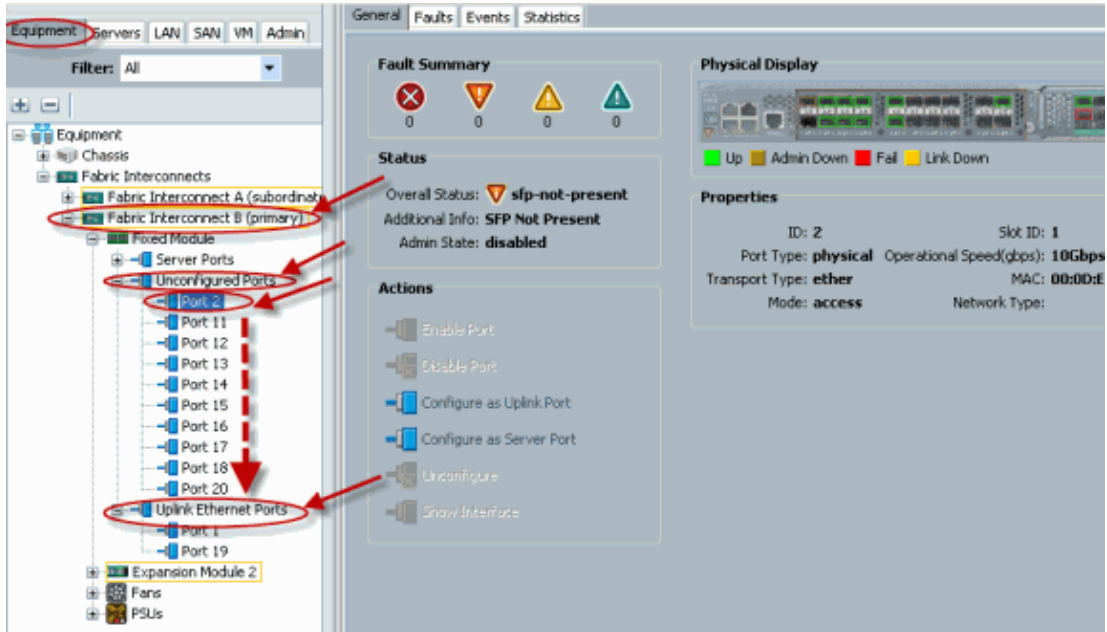 General Faults Events Statistics
Equipment Servers LAN SAN VM Admin
Filter: All
Equipment
Chassis
Fabric Interconnects
Fabric Interconnect A (subordinate
Fabric Interconnect B (primary)
Fixed Module
Server Ports
Unconfigured Ports
Port 2
Port 11
Port 12
Port 13
Port 14
Port 15
Port 16
Port 17
Port 18
Port 20
Uplink Ethernet Ports
Port 1
Port 19
Expansion Module 2
Fans
PSUs
Fault Summary
0 0 0 0
Status
Overall Status: sfp-not-present
Additional Info: SFP Not Present
Admin State: disabled
Actions
Enable Port
Disable Port
Configure as Uplink Port
Configure as Server Port
Unconfigure
Show Interface
Physical Display
Up Admin Down Fail Link Down
Properties
ID: 2 Slot ID: 1
Port Type: physical Operational Speed(gbps): 10Gbps
Transport Type: ether MAC: 00:0D:E
Mode: access Network Type: